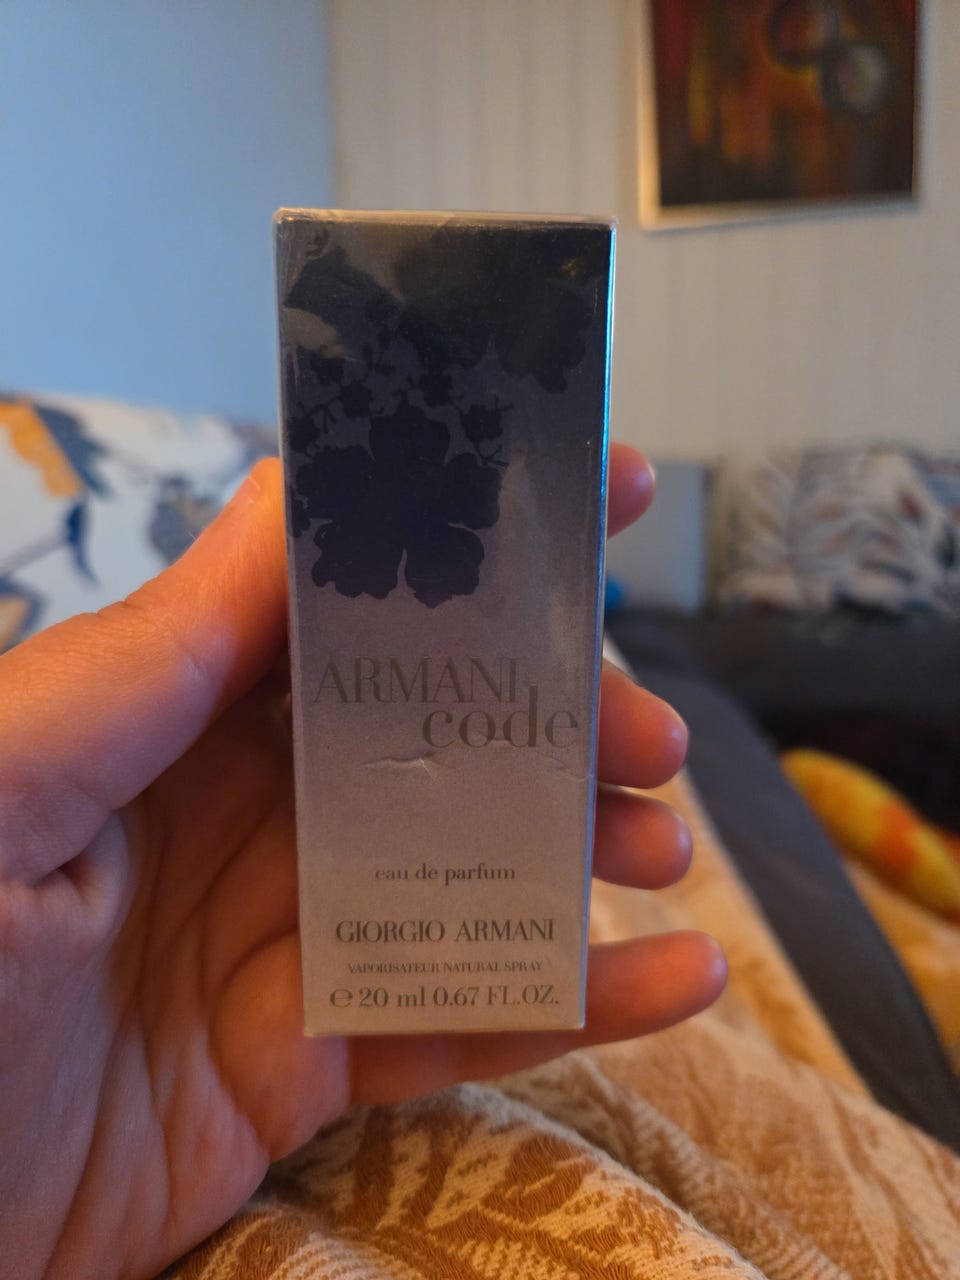 ARMANI
code
eau de parfum
GIORGIO ARMANI
VAPORISATEUR NATURAL SPRAY
℮ 20 ml 0.67 FL.OZ.